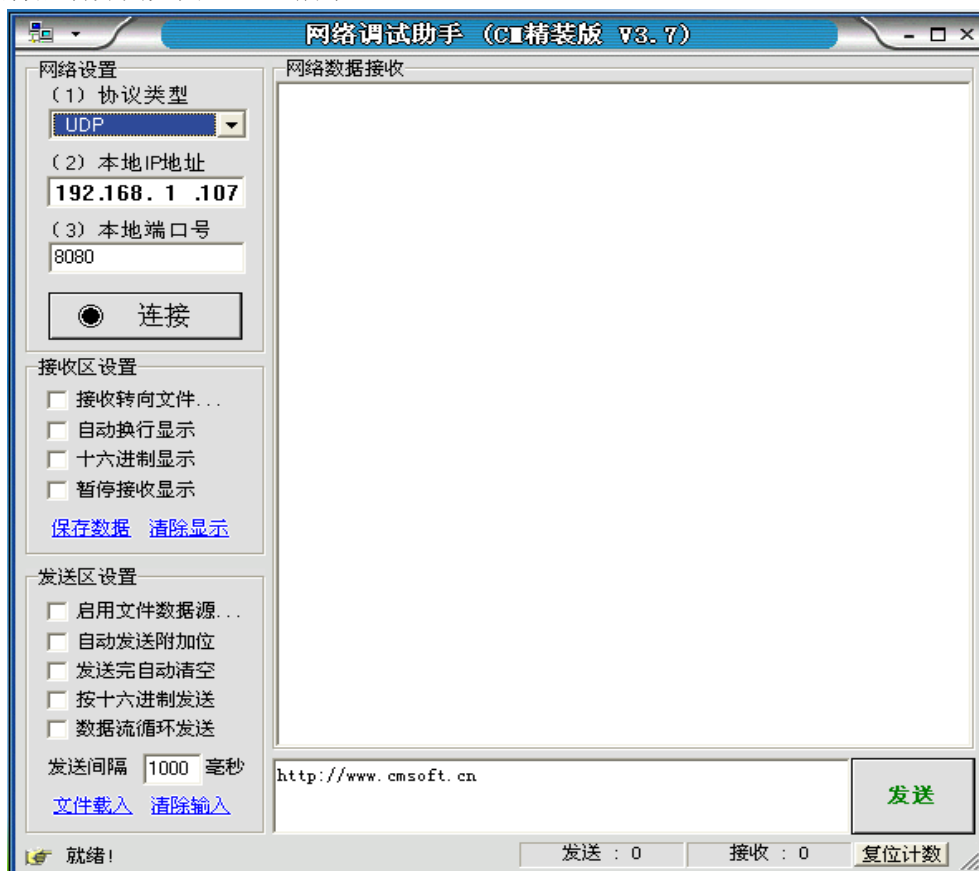 网络调试助手 (CM精装版 V3.7)
网络设置
(1) 协议类型
UDP
(2) 本地IP地址
192.168. 1 .107
(3) 本地端口号
8080
连接
接收区设置
接收转向文件...
自动换行显示
十六进制显示
暂停接收显示
保存数据 清除显示
发送区设置
启用文件数据源...
自动发送附加位
发送完自动清空
按十六进制发送
数据流循环发送
发送间隔 1000 毫秒
文件载入 清除输入
网络数据接收
http://www.cmsoft.cn
发送
就绪!
发送 : 0
接收 : 0
复位计数